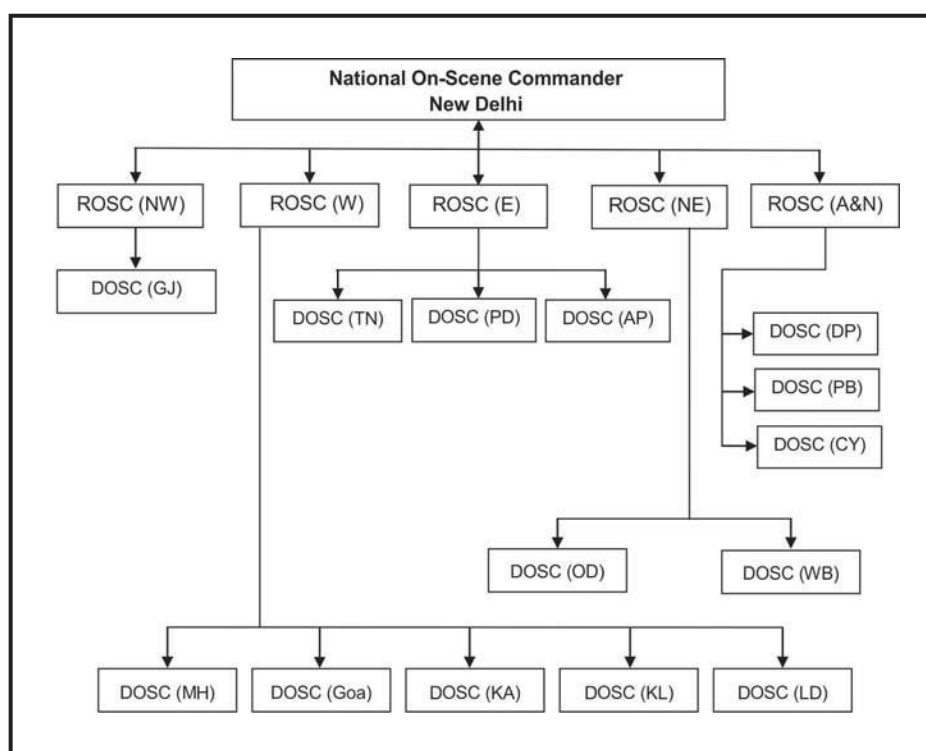 National On-Scene Commander
New Delhi
ROSC (NW)
ROSC (W)
ROSC (E)
ROSC (NE)
ROSC (A&N)
DOSC (GJ)
DOSC (TN)
DOSC (PD)
DOSC (AP)
DOSC (DP)
DOSC (PB)
DOSC (CY)
DOSC (OD)
DOSC (WB)
DOSC (MH)
DOSC (Goa)
DOSC (KA)
DOSC (KL)
DOSC (LD)